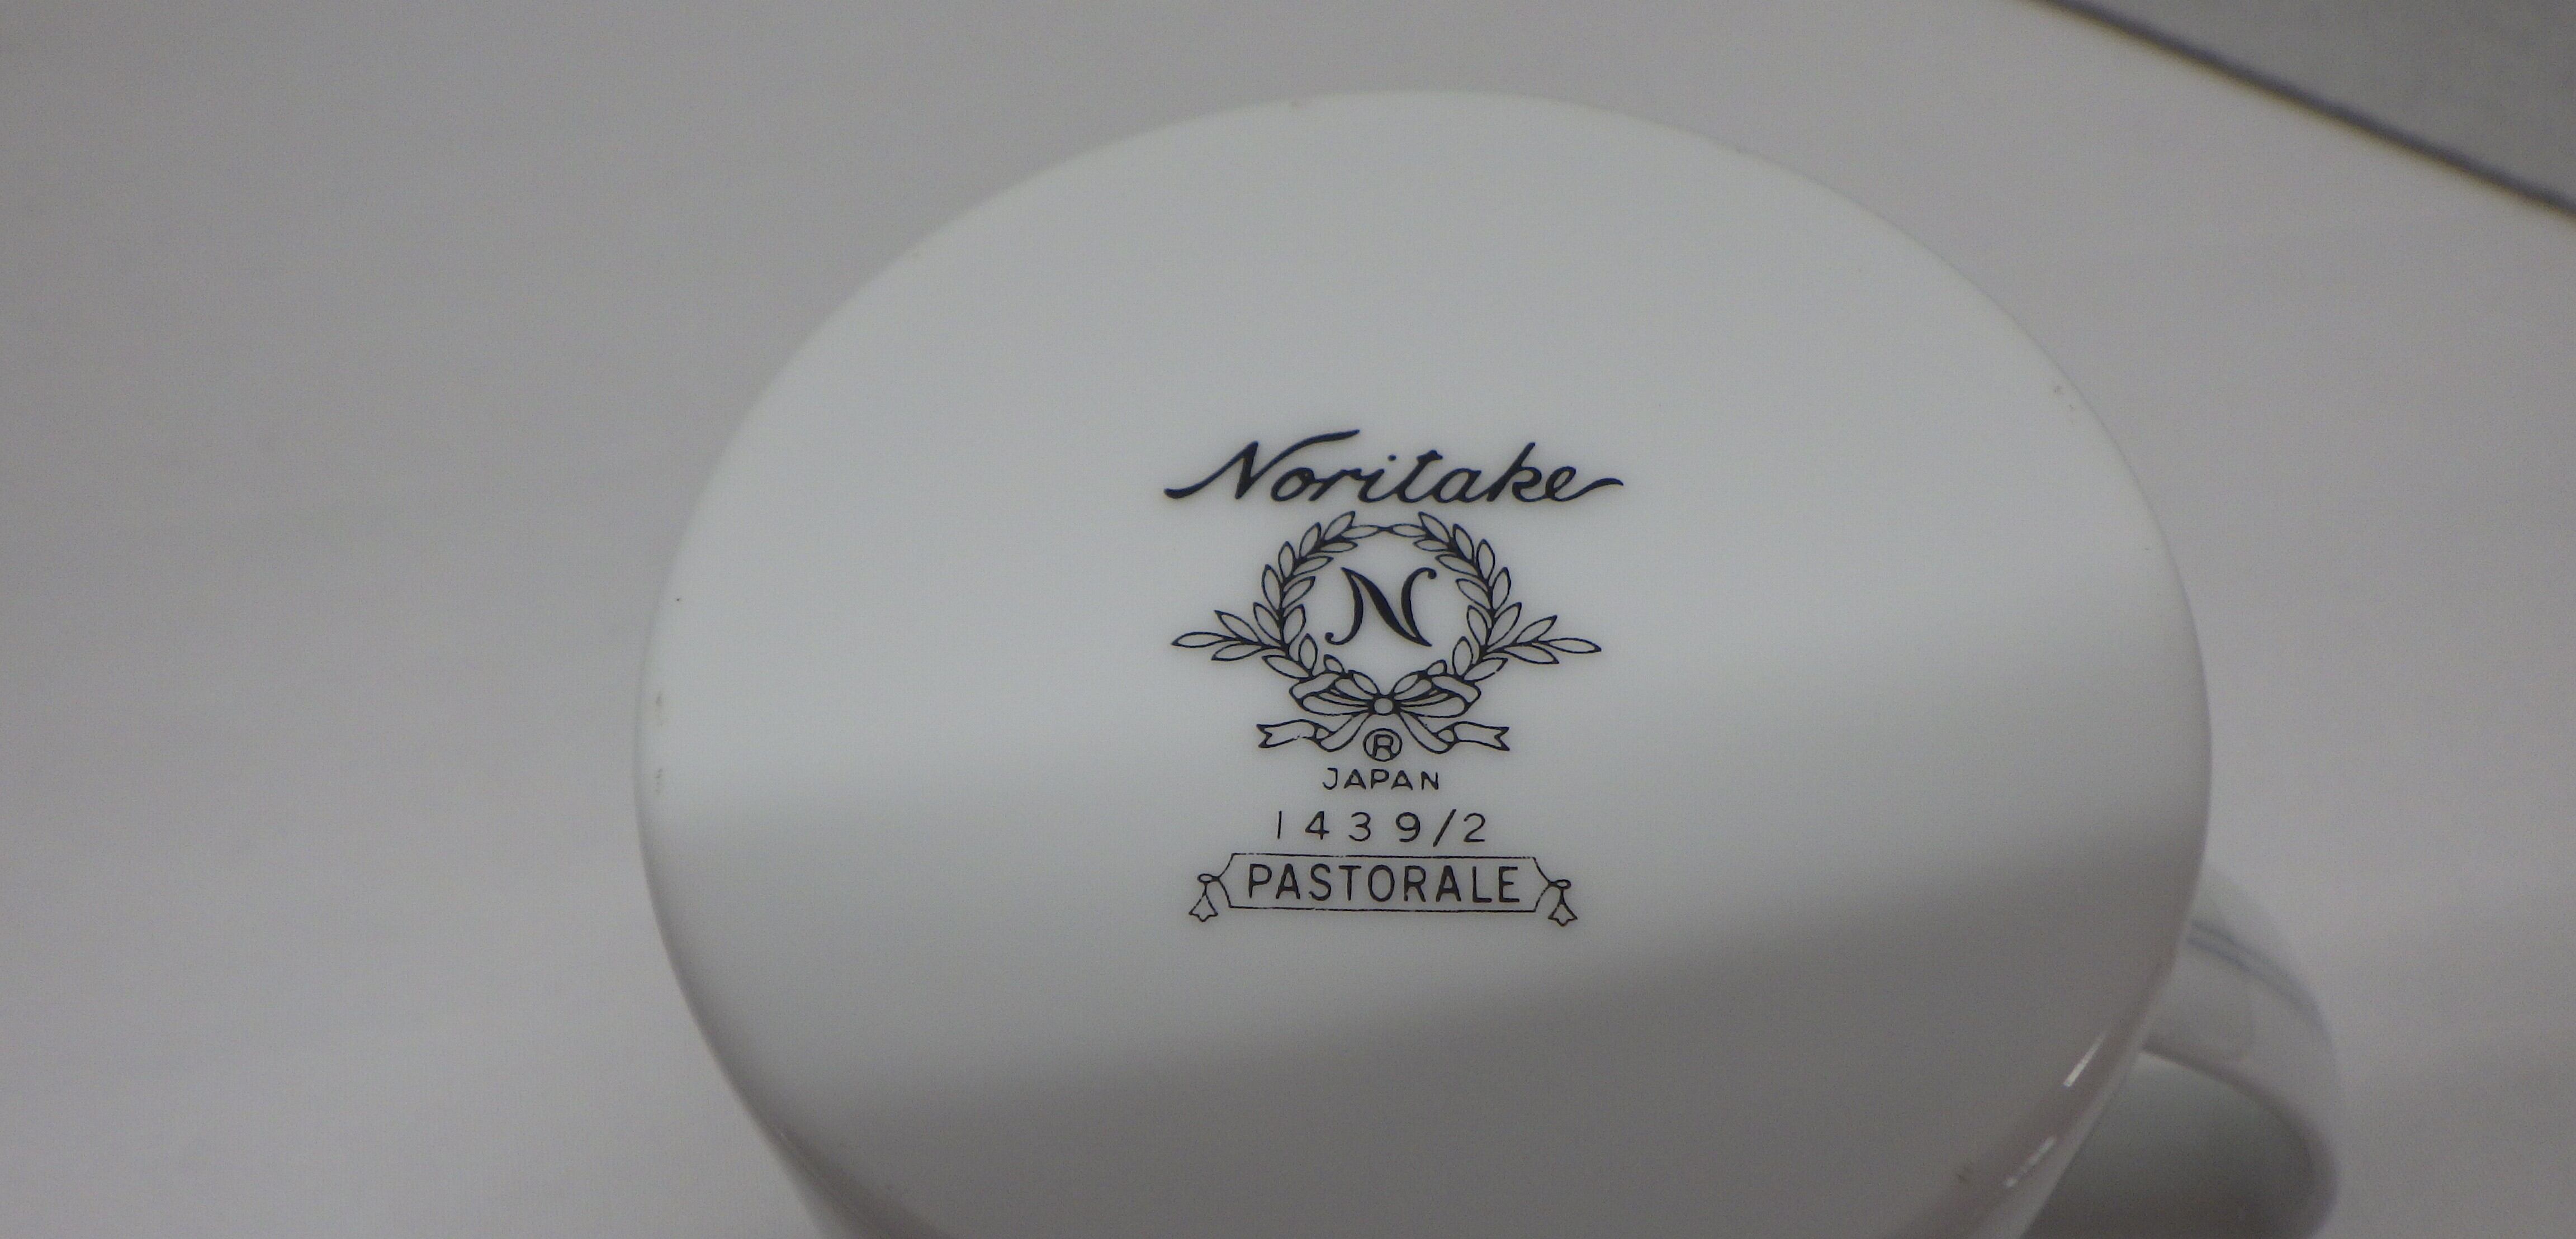 Noritake
N
®
JAPAN
1439/2
PASTORALE